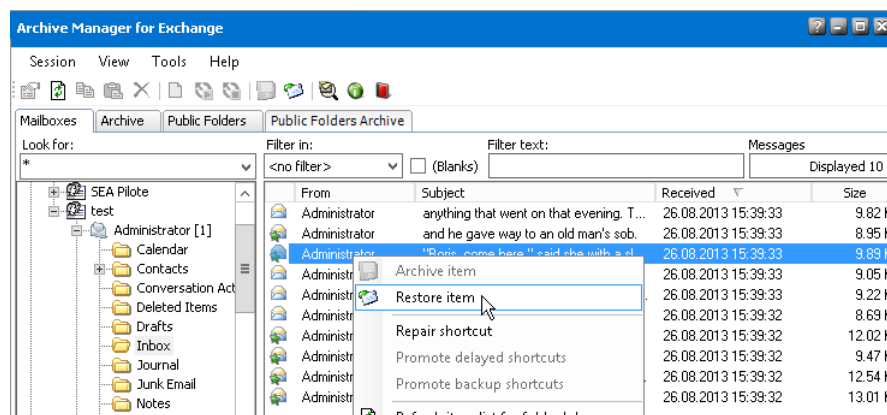 Archive Manager for Exchange
Session View Tools Help
Mailboxes Archive Public Folders Public Folders Archive
Look for: Filter in: Filter text: Messages
* <no filter> (Blanks) Displayed 10
From Subject Received Size
SEA Pilote
test
Administrator [1]
Calendar
Contacts
Conversation Act
Deleted Items
Drafts
Inbox
Journal
Junk Email
Notes
Administrator anything that went on that evening. T... 26.08.2013 15:39:33 9.82
Administrator and he gave way to an old man's sob. 26.08.2013 15:39:33 8.95
Administrator "Boris, come here," said she with a sl 26.08.2013 15:39:33 9.89
Administr 26.08.2013 15:39:33 9.05
Administr 26.08.2013 15:39:33 9.22
Administr 26.08.2013 15:39:32 8.69
Administr 26.08.2013 15:39:32 12.02
Administr 26.08.2013 15:39:32 9.47
Administr 26.08.2013 15:39:32 12.54
Administr 26.08.2013 15:39:32 13.01
Archive item
Restore item
Repair shortcut
Promote delayed shortcuts
Promote backup shortcuts